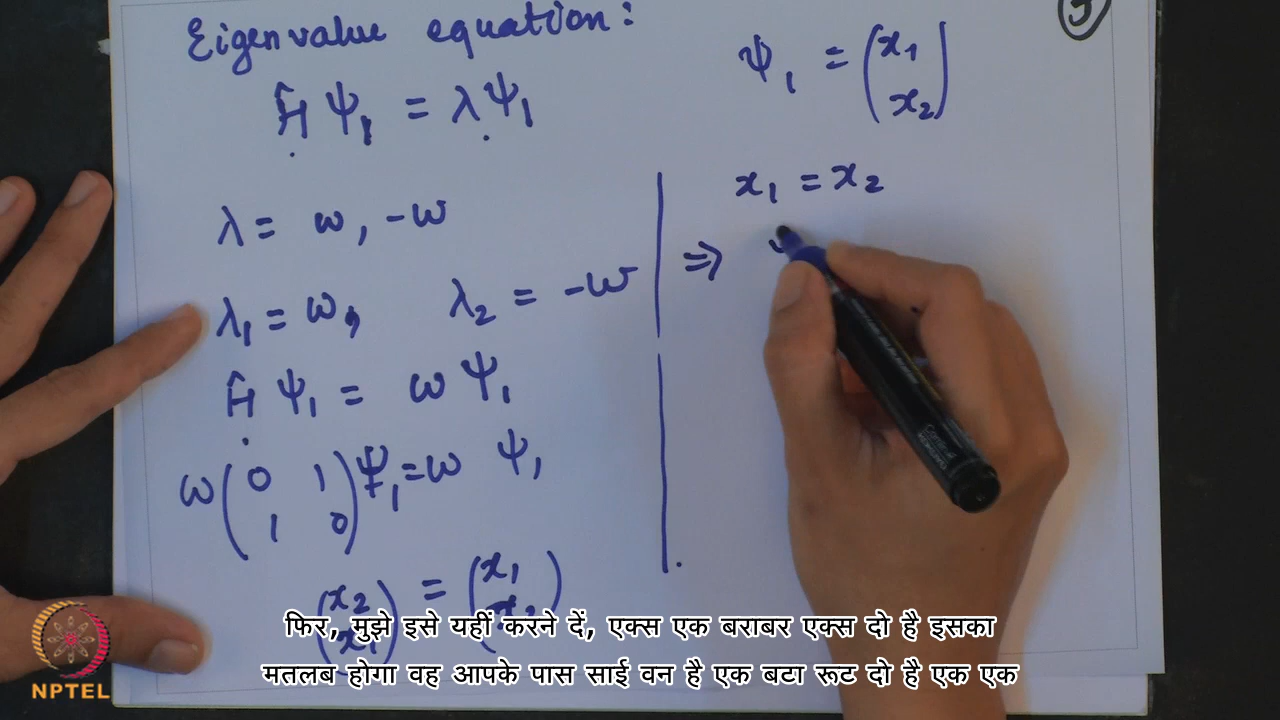 Eigenvalue equation:
Ĥ ψ₁ = λ ψ₁
λ = ω, -ω
λ₁ = ω, λ₂ = -ω
Ĥ ψ₁ = ω ψ₁
ω ( 0 1 ) ψ₁ = ω ψ₁
1 0
( x₂ ) = ( x₁ )
x₁ x₂
5
ψ₁ = ( x₁ )
x₂
x₁ = x₂
⇒
फिर, मुझे इसे यहीं करने दें, एक्स एक बराबर एक्स दो है इसका
मतलब होगा वह आपके पास साई वन है एक बटा रूट दो है एक एक
NPTEL